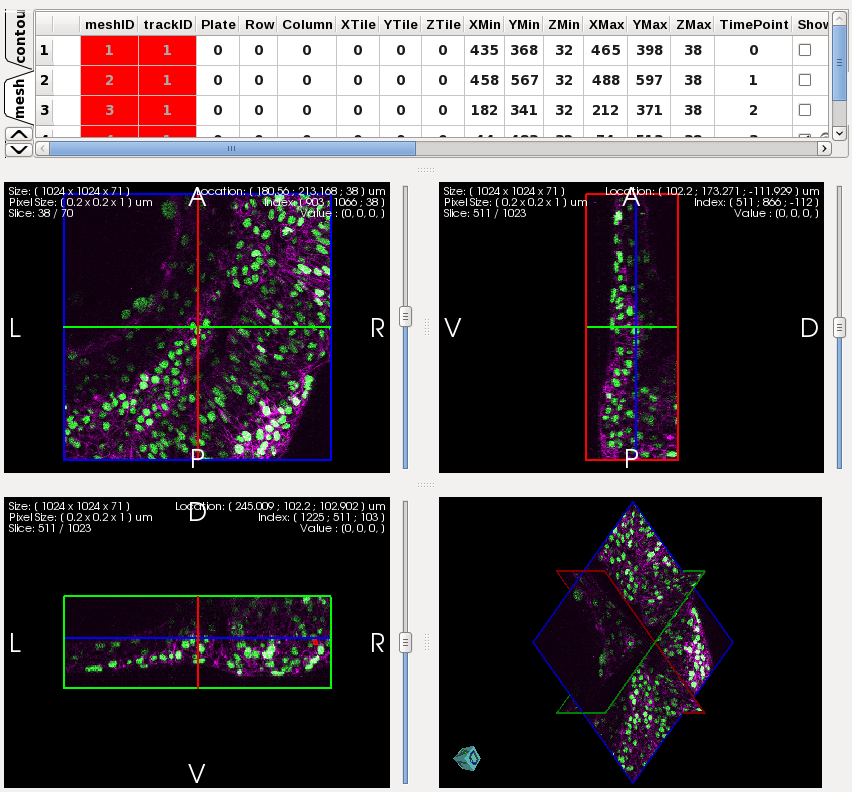 contou
mesh
meshID trackID Plate Row Column XTile YTile ZTile XMin YMin ZMin XMax YMax ZMax TimePoint Show
1 1 1 0 0 0 0 0 0 435 368 32 465 398 38 0
2 2 1 0 0 0 0 0 0 458 567 32 488 597 38 1
3 3 1 0 0 0 0 0 0 182 341 32 212 371 38 2
Size: ( 1024 x 1024 x 71 )
Pixel Size: ( 0.2 x 0.2 x 1 ) um
Slice: 38 / 70
A
Location: ( 180.56 ; 213.168 ; 38 ) um
Index: ( 903 ; 1066 ; 38 )
Value : (0, 0, 0, )
L
R
P
Size: ( 1024 x 1024 x 71 )
Pixel Size: ( 0.2 x 0.2 x 1 ) um
Slice: 511 / 1023
A
Location: ( 102.2 ; 173.271 ; -111.929 ) um
Index: ( 511 ; 866 ; -112 )
Value : (0, 0, 0, )
V
D
P
Size: ( 1024 x 1024 x 71 )
Pixel Size: ( 0.2 x 0.2 x 1 ) um
Slice: 511 / 1023
D
Location: ( 245.009 ; 102.2 ; 102.902 ) um
Index: ( 1225 ; 511 ; 103 )
Value : (0, 0, 0, )
L
R
V